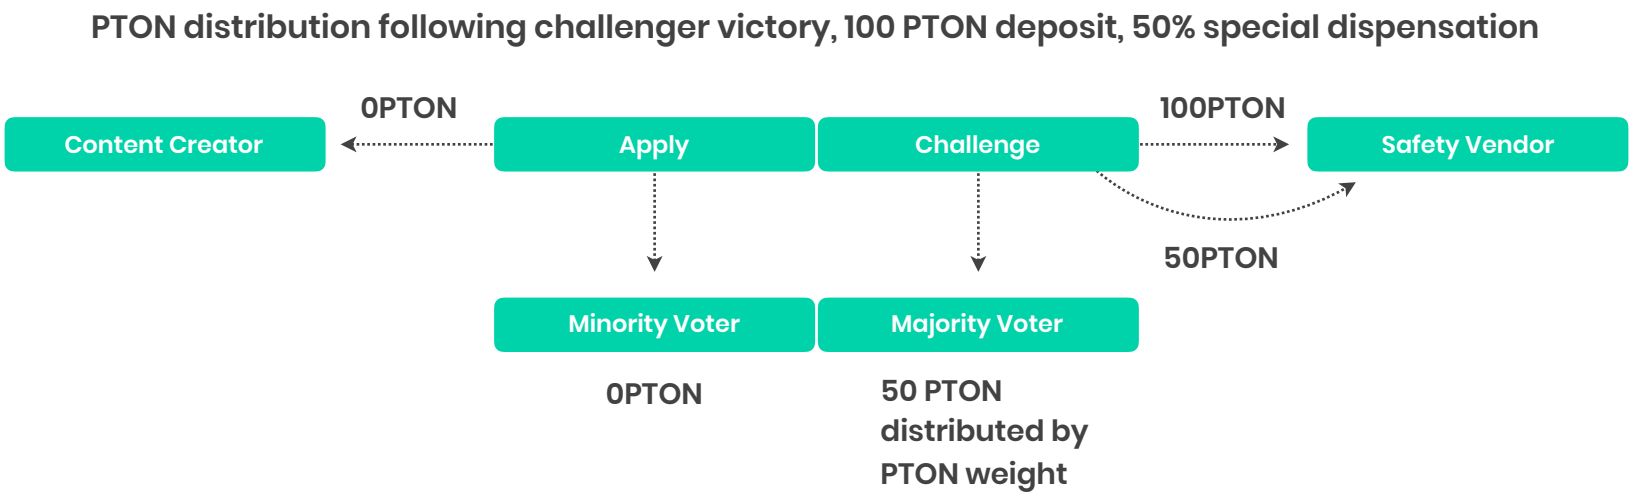 PTON distribution following challenger victory, 100 PTON deposit, 50% special dispensation
0PTON
100PTON
Content Creator
Apply
Challenge
Safety Vendor
50PTON
Minority Voter
Majority Voter
0PTON
50 PTON
distributed by
PTON weight